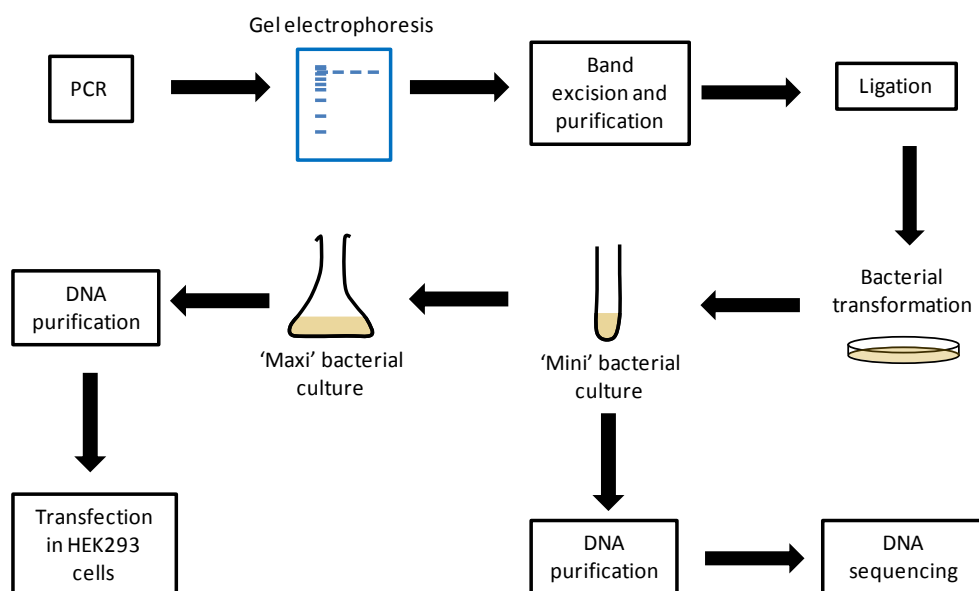 Gel electrophoresis
PCR
Band
excision and
purification
Ligation
Bacterial
transformation
'Mini' bacterial
culture
'Maxi' bacterial
culture
DNA
purification
Transfection
in HEK293
cells
DNA
purification
DNA
sequencing